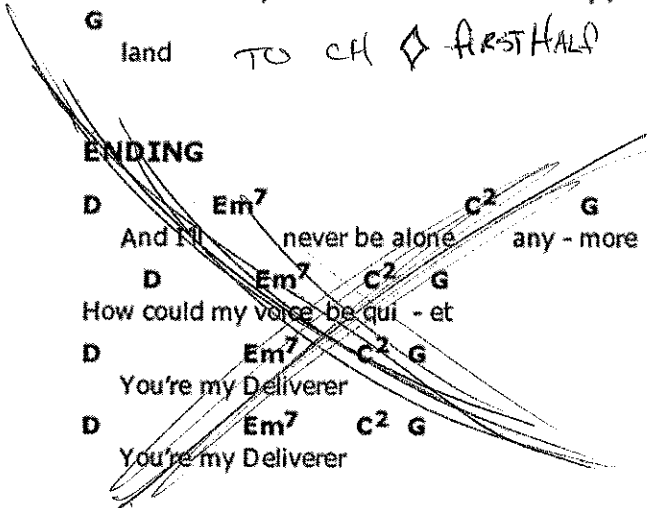 G
land TO CH ◇ FIRST HALF
ENDING
D Em7 C2 G
And I'll never be alone any - more
D Em7 C2 G
How could my voice be qui - et
D Em7 C2 G
You're my Deliverer
D Em7 C2 G
You're my Deliverer